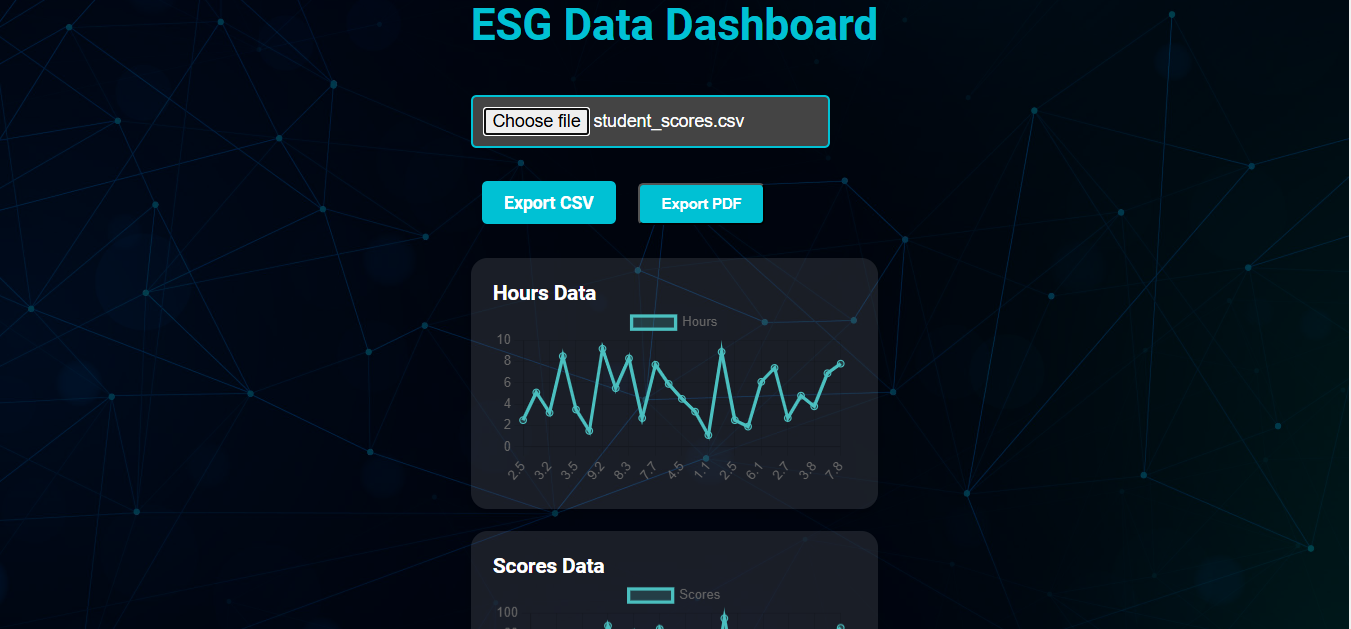 ESG Data Dashboard
Choose file student_scores.csv
Export CSV Export PDF
Hours Data
Hours
10
8
6
4
2
0
2.5 3.2 3.5 9.2 8.3 7.7 4.5 1.1 2.5 6.1 2.7 3.8 7.8
Scores Data
Scores
100